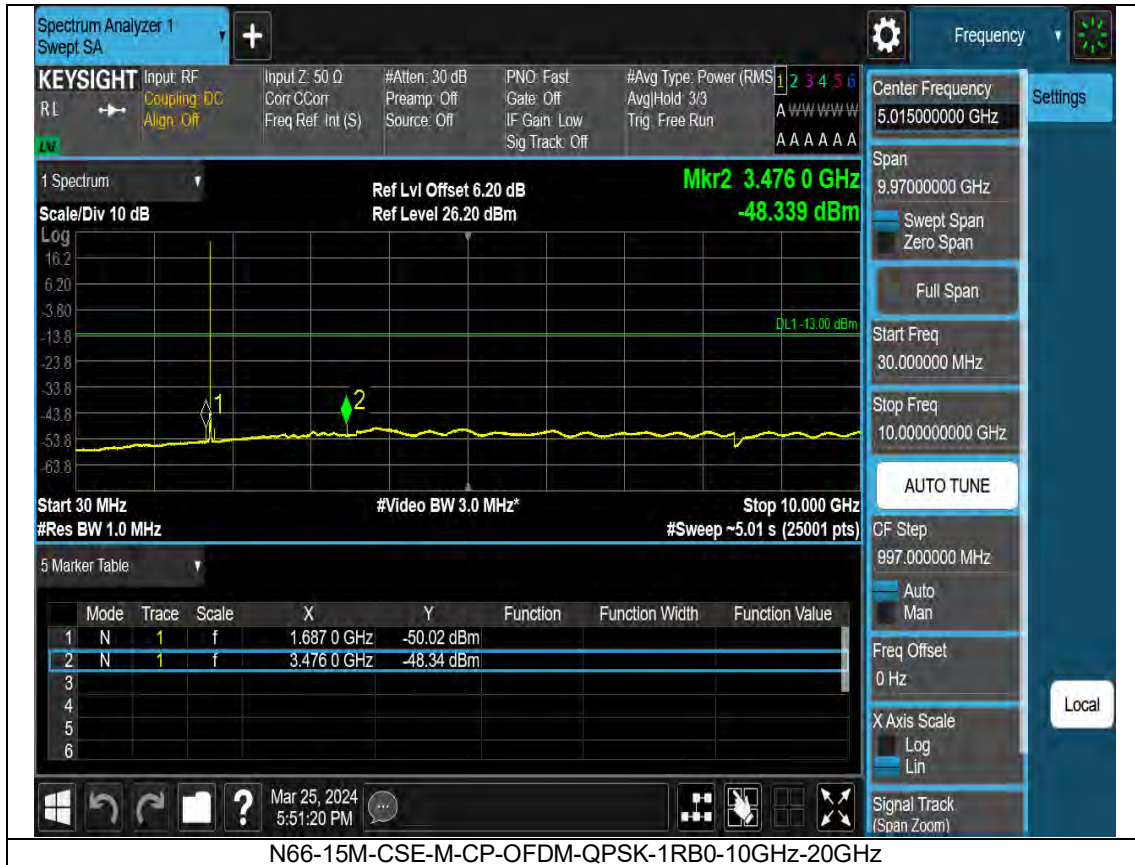 Spectrum Analyzer 1
Swept SA
+
Frequency
KEYSIGHT
RL
LXI
Input: RF
Coupling: DC
Align: Off
Input Z: 50 Ω
Corr CCorr
Freq Ref: Int (S)
#Atten: 30 dB
Preamp: Off
Source: Off
PNO: Fast
Gate: Off
IF Gain: Low
Sig Track: Off
#Avg Type: Power (RMS
Avg|Hold: 3/3
Trig: Free Run
1 2 3 4 5 6
A W W W W W
A A A A A A
1 Spectrum
Scale/Div 10 dB
Ref Lvl Offset 6.20 dB
Ref Level 26.20 dBm
Mkr2 3.476 0 GHz
-48.339 dBm
Log
16.2
6.20
-3.80
-13.8
-23.8
-33.8
-43.8
-53.8
-63.8
DL1 -13.00 dBm
1
2
Start 30 MHz
#Video BW 3.0 MHz*
Stop 10.000 GHz
#Res BW 1.0 MHz
#Sweep ~5.01 s (25001 pts)
5 Marker Table
Mode Trace Scale X Y Function Function Width Function Value
1 N 1 f 1.687 0 GHz -50.02 dBm
2 N 1 f 3.476 0 GHz -48.34 dBm
3
4
5
6
Mar 25, 2024
5:51:20 PM
Center Frequency
5.015000000 GHz
Settings
Span
9.97000000 GHz
Swept Span
Zero Span
Full Span
Start Freq
30.000000 MHz
Stop Freq
10.000000000 GHz
AUTO TUNE
CF Step
997.000000 MHz
Auto
Man
Freq Offset
0 Hz
X Axis Scale
Log
Lin
Local
Signal Track
(Span Zoom)
N66-15M-CSE-M-CP-OFDM-QPSK-1RB0-10GHz-20GHz